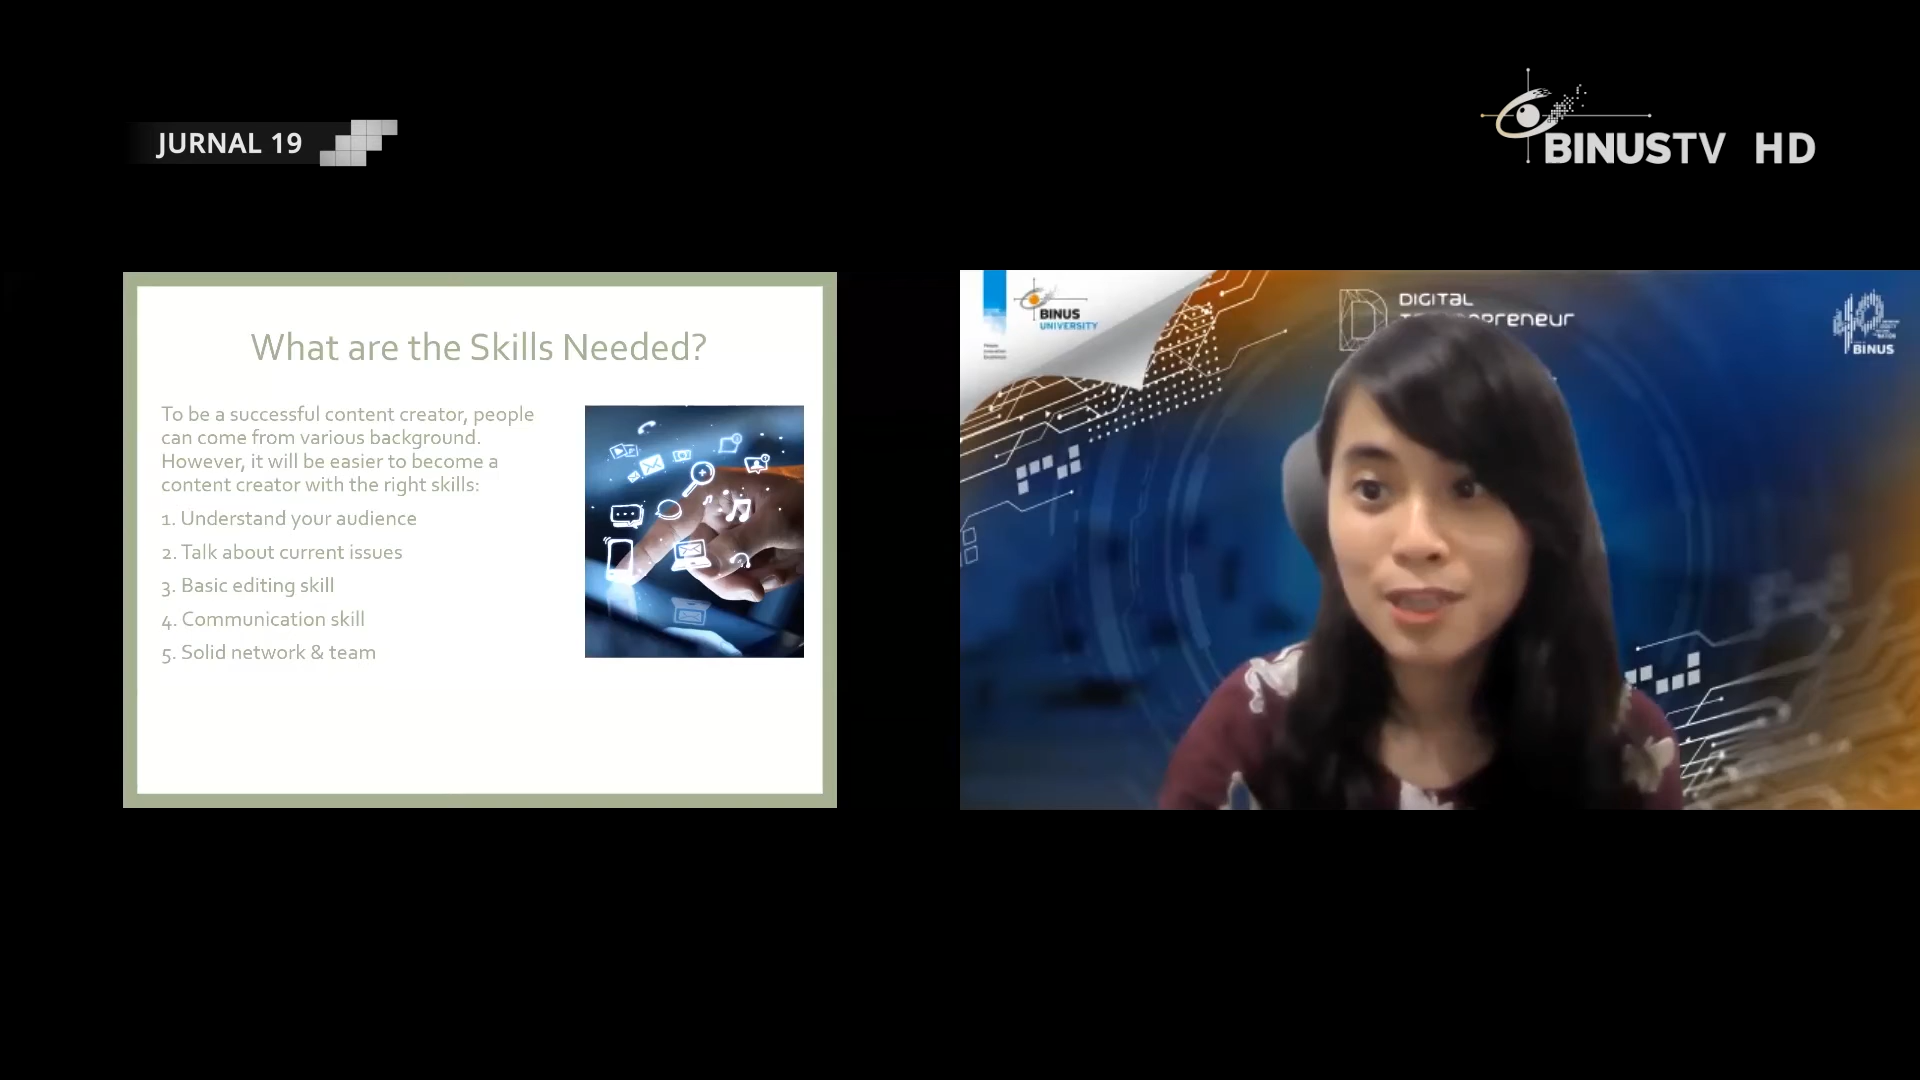 JURNAL 19
BINUSTV HD
What are the Skills Needed?
To be a successful content creator, people
can come from various background.
However, it will be easier to become a
content creator with the right skills:
1. Understand your audience
2. Talk about current issues
3. Basic editing skill
4. Communication skill
5. Solid network & team
BINUS
UNIVERSITY
DIGITAL
BINUS